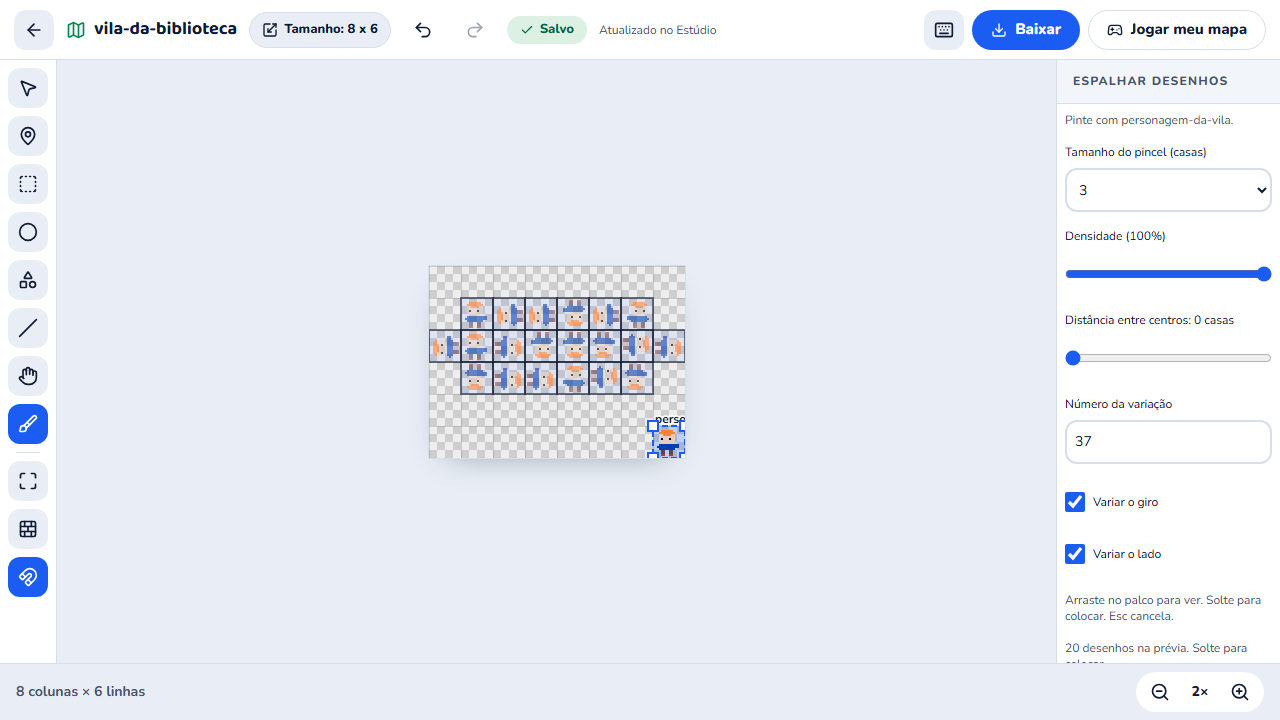 vila-da-biblioteca
Tamanho: 8 x 6
Salvo
Atualizado no Estúdio
Baixar
Jogar meu mapa
ESPALHAR DESENHOS
Pinte com personagem-da-vila.
Tamanho do pincel (casas)
3
Densidade (100%)
Distância entre centros: 0 casas
Número da variação
37
Variar o giro
Variar o lado
Arraste no palco para ver. Solte para
colocar. Esc cancela.
20 desenhos na prévia. Solte para
perso
8 colunas × 6 linhas
2×